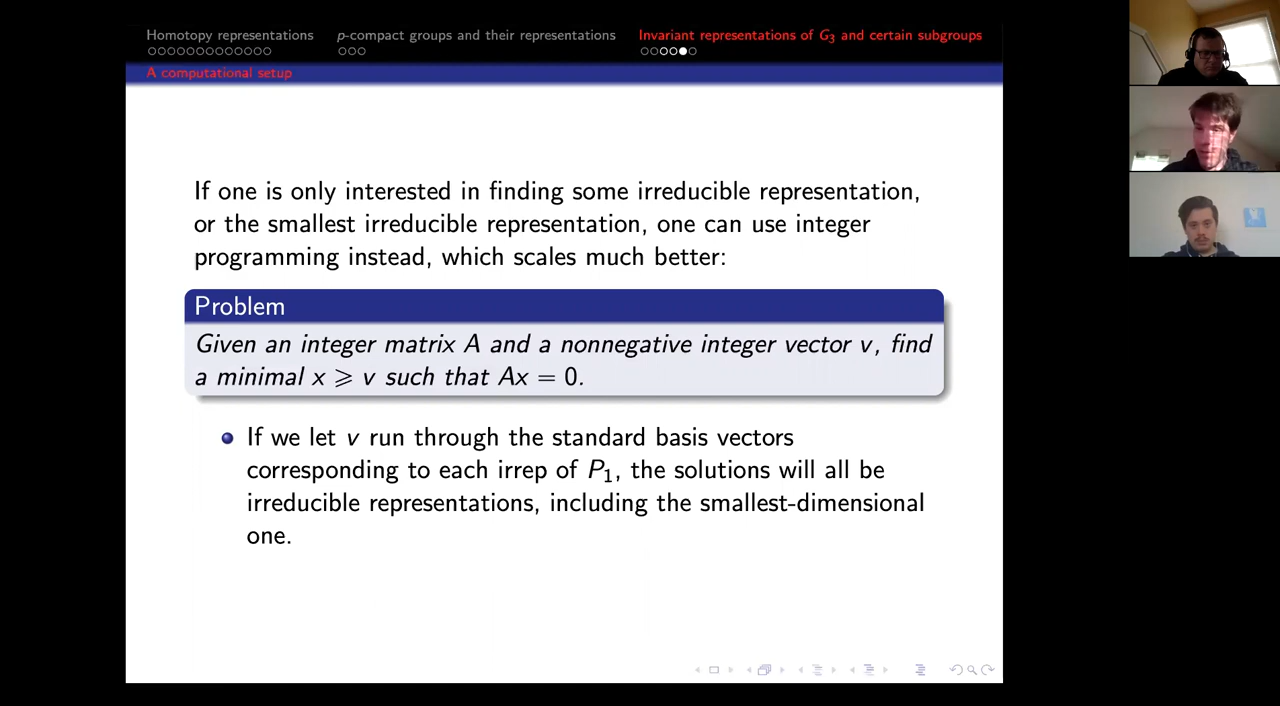 Homotopy representations
p-compact groups and their representations
Invariant representations of G3 and certain subgroups
A computational setup
If one is only interested in finding some irreducible representation,
or the smallest irreducible representation, one can use integer
programming instead, which scales much better:
Problem
Given an integer matrix A and a nonnegative integer vector v, find
a minimal x ⩾ v such that Ax = 0.
If we let v run through the standard basis vectors
corresponding to each irrep of P1, the solutions will all be
irreducible representations, including the smallest-dimensional
one.